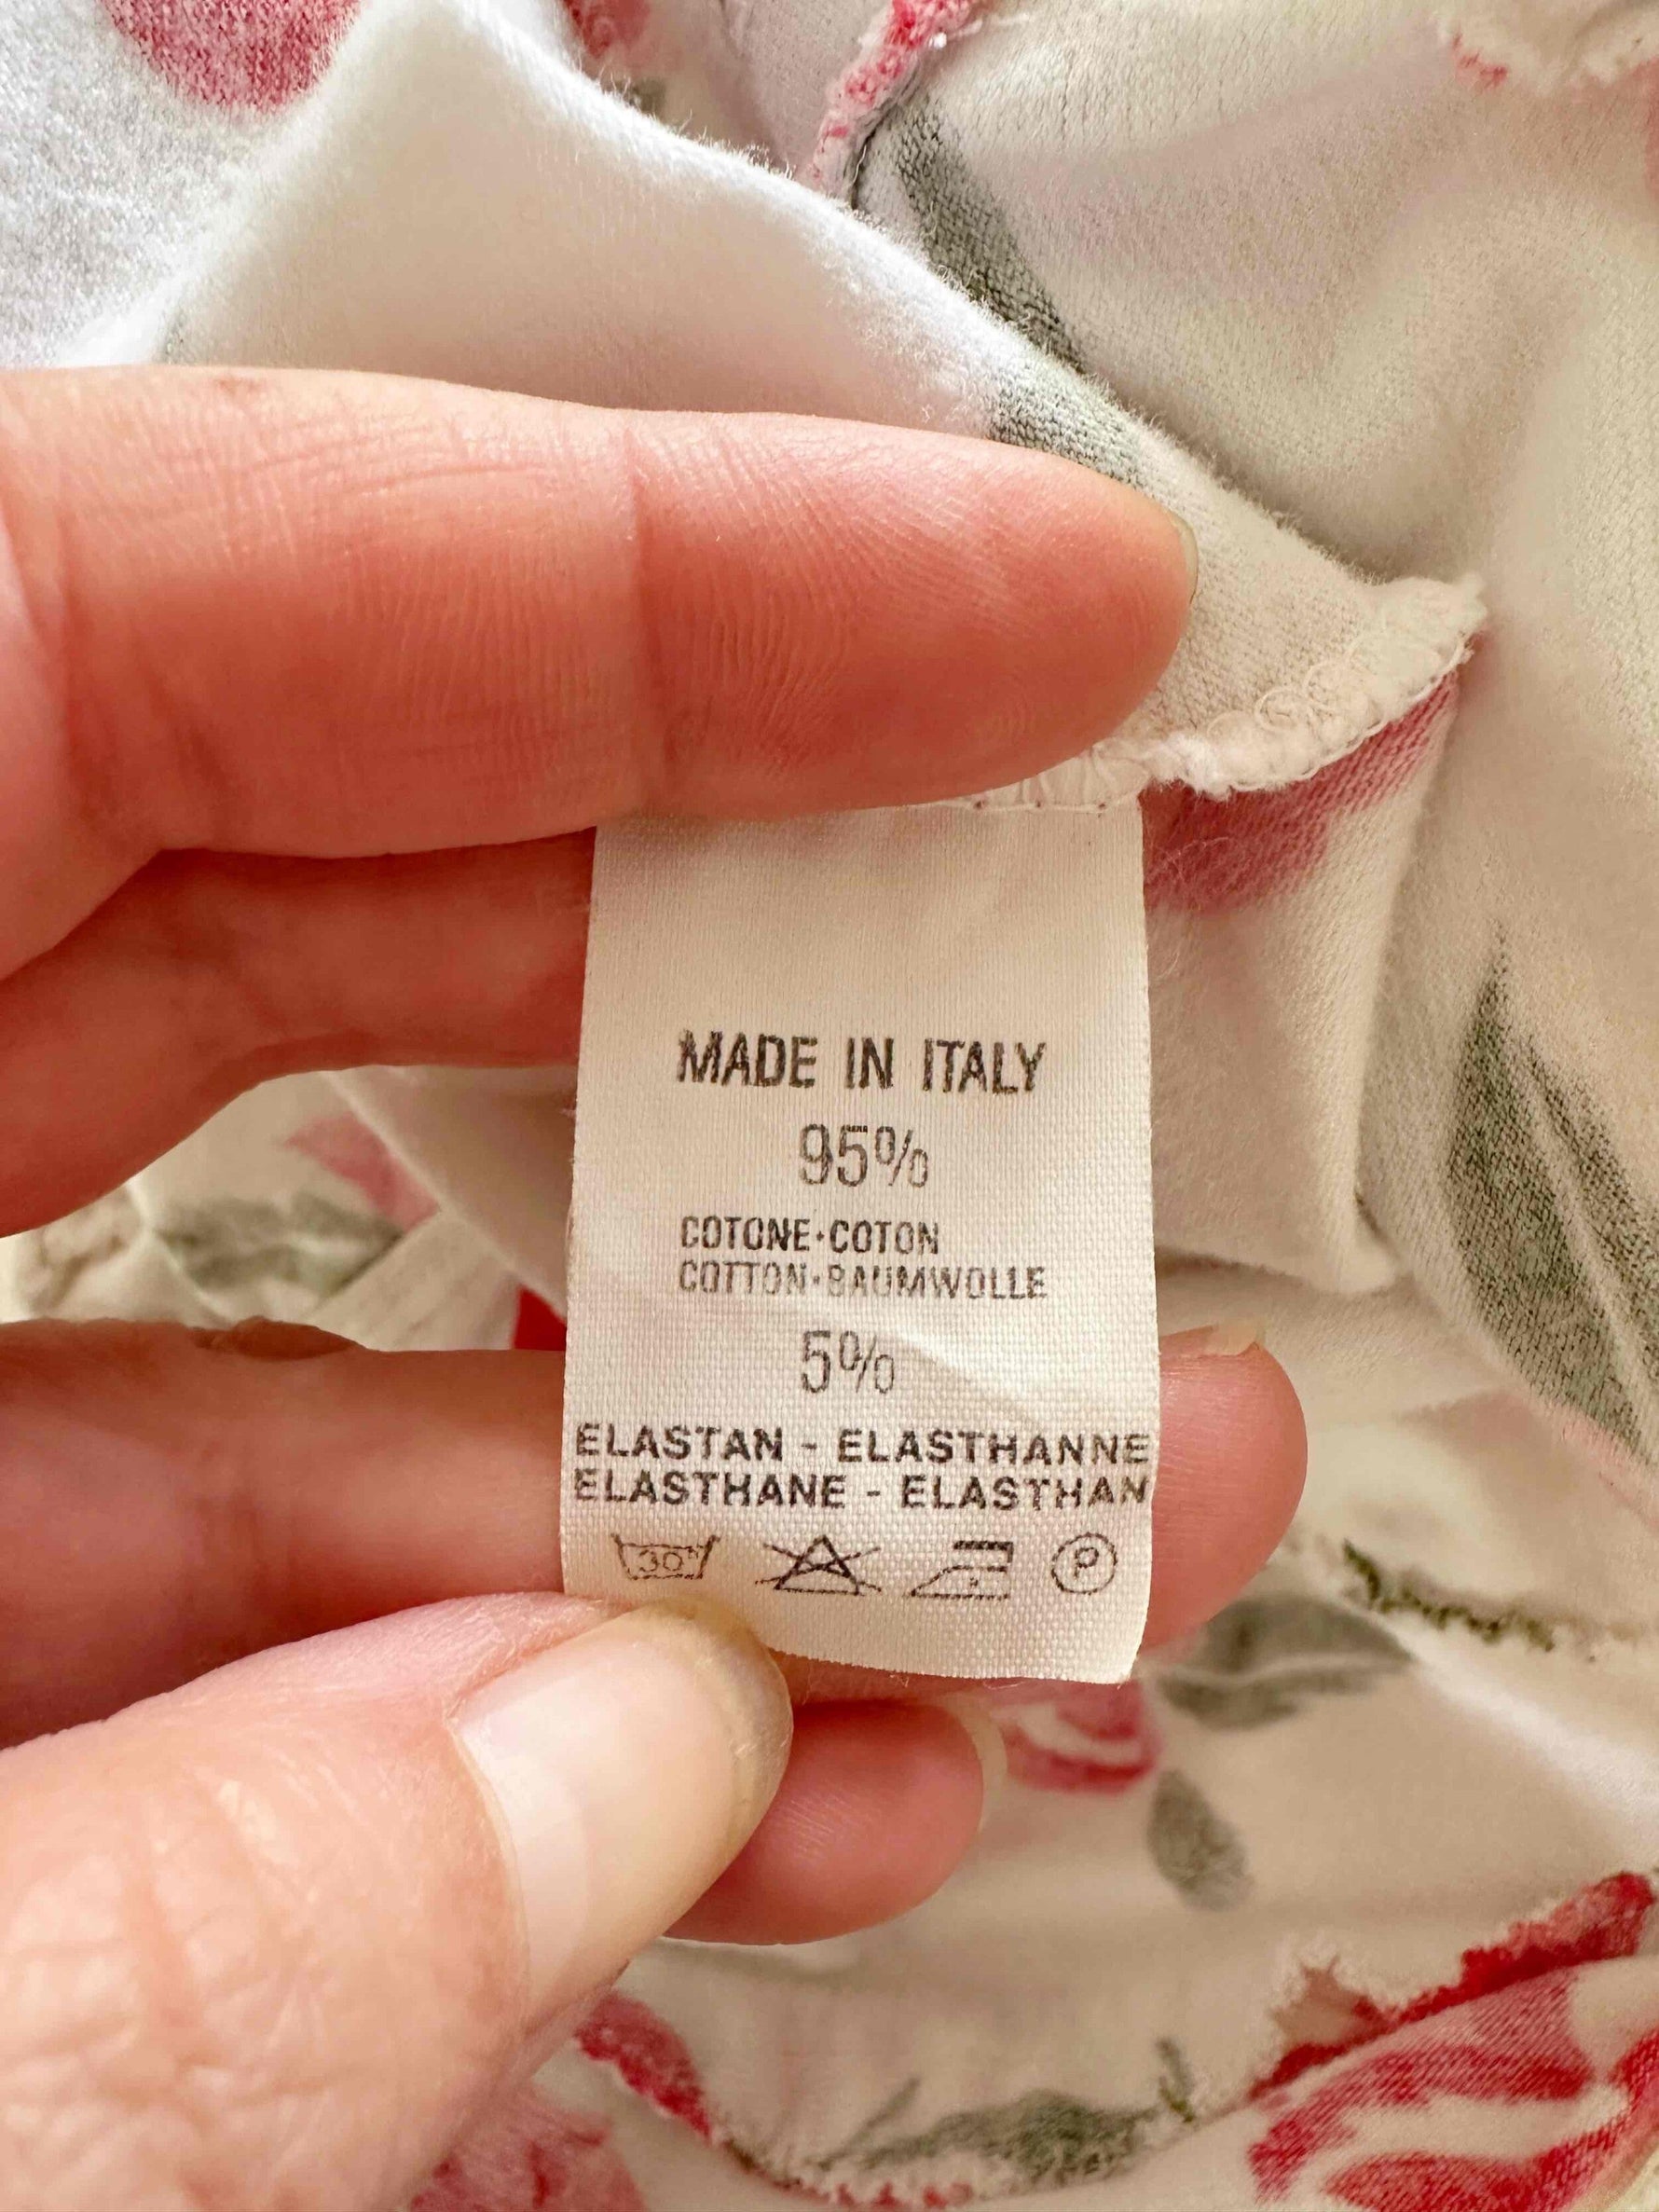 MADE IN ITALY
95%
COTONE·COTON
COTTON·BAUMWOLLE
5%
ELASTAN - ELASTHANNE
ELASTHANE - ELASTHAN
30° P